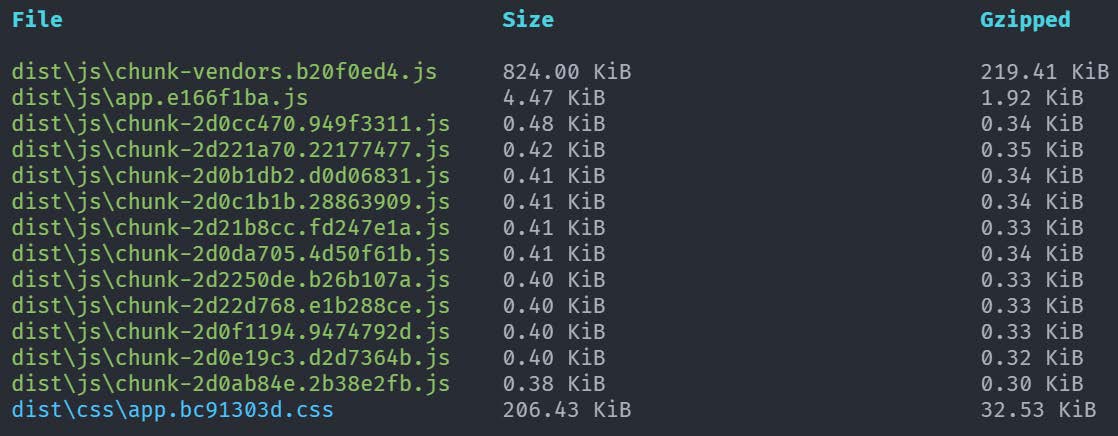 File Size Gzipped
dist\js\chunk-vendors.b20f0ed4.js 824.00 KiB 219.41 KiB
dist\js\app.e166f1ba.js 4.47 KiB 1.92 KiB
dist\js\chunk-2d0cc470.949f3311.js 0.48 KiB 0.34 KiB
dist\js\chunk-2d221a70.22177477.js 0.42 KiB 0.35 KiB
dist\js\chunk-2d0b1db2.d0d06831.js 0.41 KiB 0.34 KiB
dist\js\chunk-2d0c1b1b.28863909.js 0.41 KiB 0.34 KiB
dist\js\chunk-2d21b8cc.fd247e1a.js 0.41 KiB 0.33 KiB
dist\js\chunk-2d0da705.4d50f61b.js 0.41 KiB 0.34 KiB
dist\js\chunk-2d2250de.b26b107a.js 0.40 KiB 0.33 KiB
dist\js\chunk-2d22d768.e1b288ce.js 0.40 KiB 0.33 KiB
dist\js\chunk-2d0f1194.9474792d.js 0.40 KiB 0.33 KiB
dist\js\chunk-2d0e19c3.d2d7364b.js 0.40 KiB 0.32 KiB
dist\js\chunk-2d0ab84e.2b38e2fb.js 0.38 KiB 0.30 KiB
dist\css\app.bc91303d.css 206.43 KiB 32.53 KiB